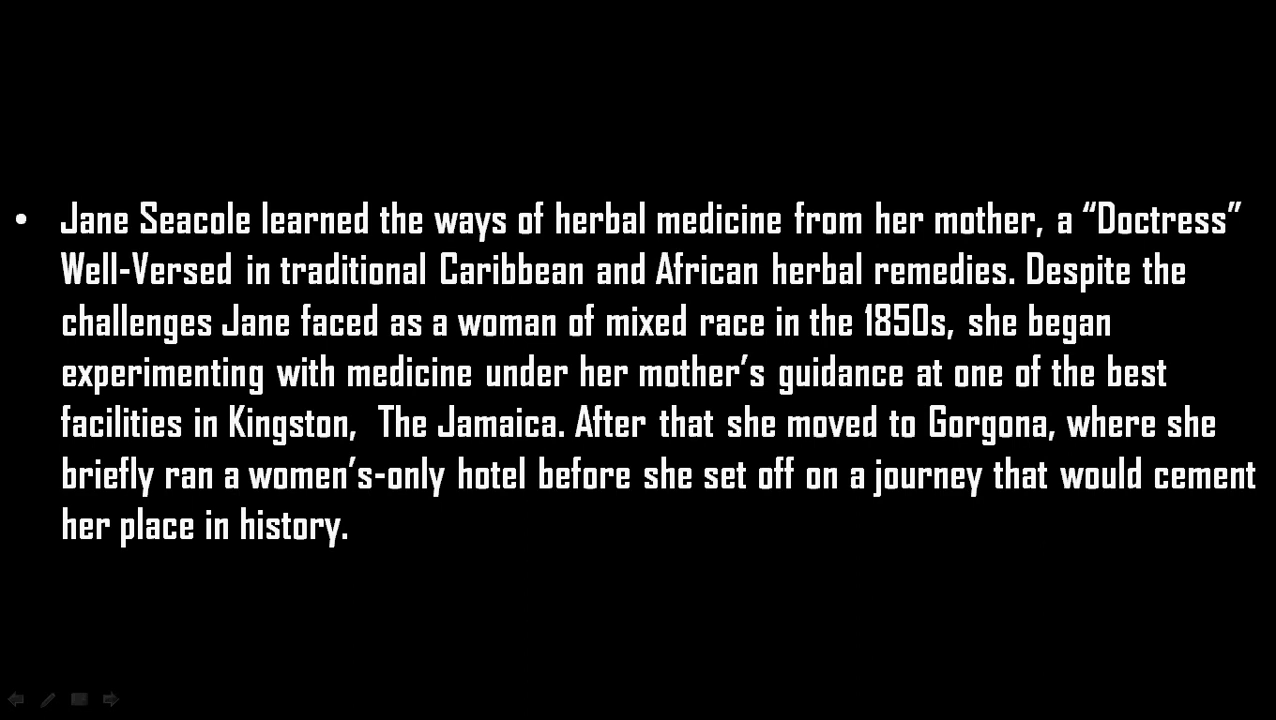 • Jane Seacole learned the ways of herbal medicine from her mother, a “Doctress”
Well-Versed in traditional Caribbean and African herbal remedies. Despite the
challenges Jane faced as a woman of mixed race in the 1850s, she began
experimenting with medicine under her mother’s guidance at one of the best
facilities in Kingston,  The Jamaica. After that she moved to Gorgona, where she
briefly ran a women’s-only hotel before she set off on a journey that would cement
her place in history.